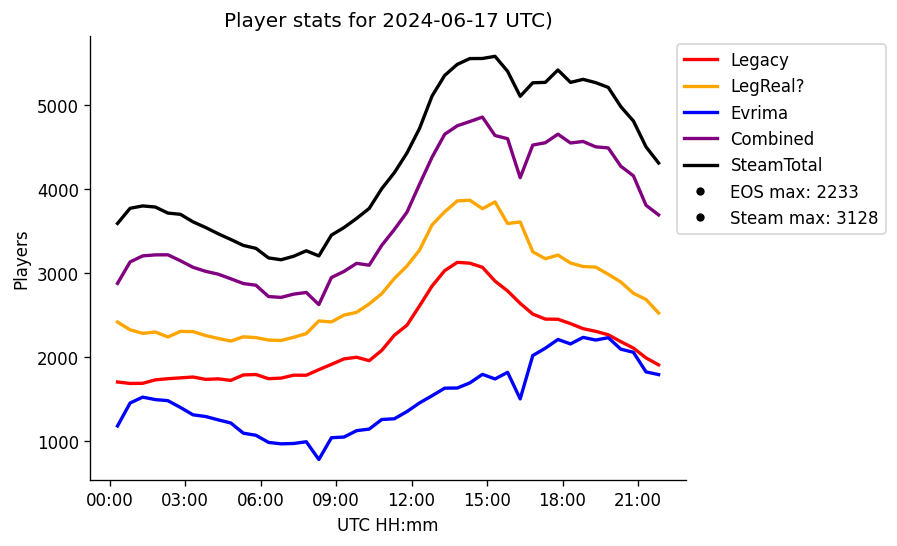 Player stats for 2024-06-17 UTC)
Legacy
LegReal?
Evrima
Combined
SteamTotal
EOS max: 2233
Steam max: 3128
Players
5000
4000
3000
2000
1000
00:00 03:00 06:00 09:00 12:00 15:00 18:00 21:00
UTC HH:mm